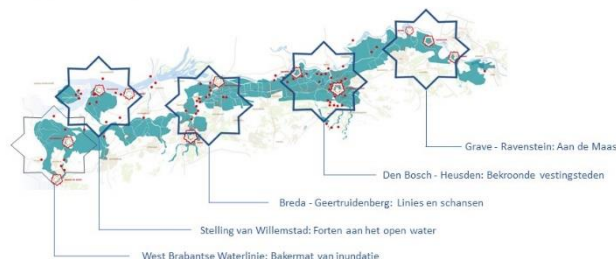 Grave - Ravenstein: Aan de Maas
Den Bosch - Heusden: Bekroonde vestingsteden
Breda - Geertruidenberg: Linies en schansen
Stelling van Willemstad: Forten aan het open water
West Brabantse Waterlinie: Bakermat van inundatie